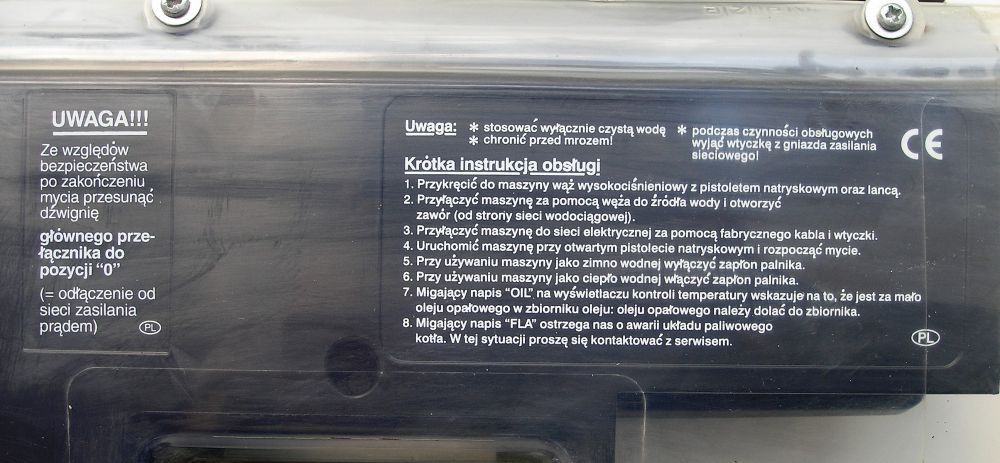 UWAGA!!!
Ze względów
bezpieczeństwa
po zakończeniu
mycia przesunąć
dźwignię
głównego prze-
łącznika do
pozycji “0”
(= odłączenie od
sieci zasilania
prądem) PL
Uwaga: * stosować wyłącznie czystą wodę
* chronić przed mrozem!
* podczas czynności obsługowych
wyjąć wtyczkę z gniazda zasilania
sieciowego!
CE
Krótka instrukcja obsługi
1. Przykręcić do maszyny wąż wysokociśnieniowy z pistoletem natryskowym oraz lancą.
2. Przyłączyć maszynę za pomocą węża do źródła wody i otworzyć
zawór (od strony sieci wodociągowej).
3. Przyłączyć maszynę do sieci elektrycznej za pomocą fabrycznego kabla i wtyczki.
4. Uruchomić maszynę przy otwartym pistolecie natryskowym i rozpocząć mycie.
5. Przy używaniu maszyny jako zimno wodnej wyłączyć zapłon palnika.
6. Przy używaniu maszyny jako ciepło wodnej włączyć zapłon palnika.
7. Migający napis “OIL” na wyświetlaczu kontroli temperatury wskazuje na to, że jest za mało
oleju opałowego w zbiorniku oleju: oleju opałowego należy dolać do zbiornika.
8. Migający napis “FLA” ostrzega nas o awarii układu paliwowego
kotła. W tej sytuacji proszę się kontaktować z serwisem.
PL